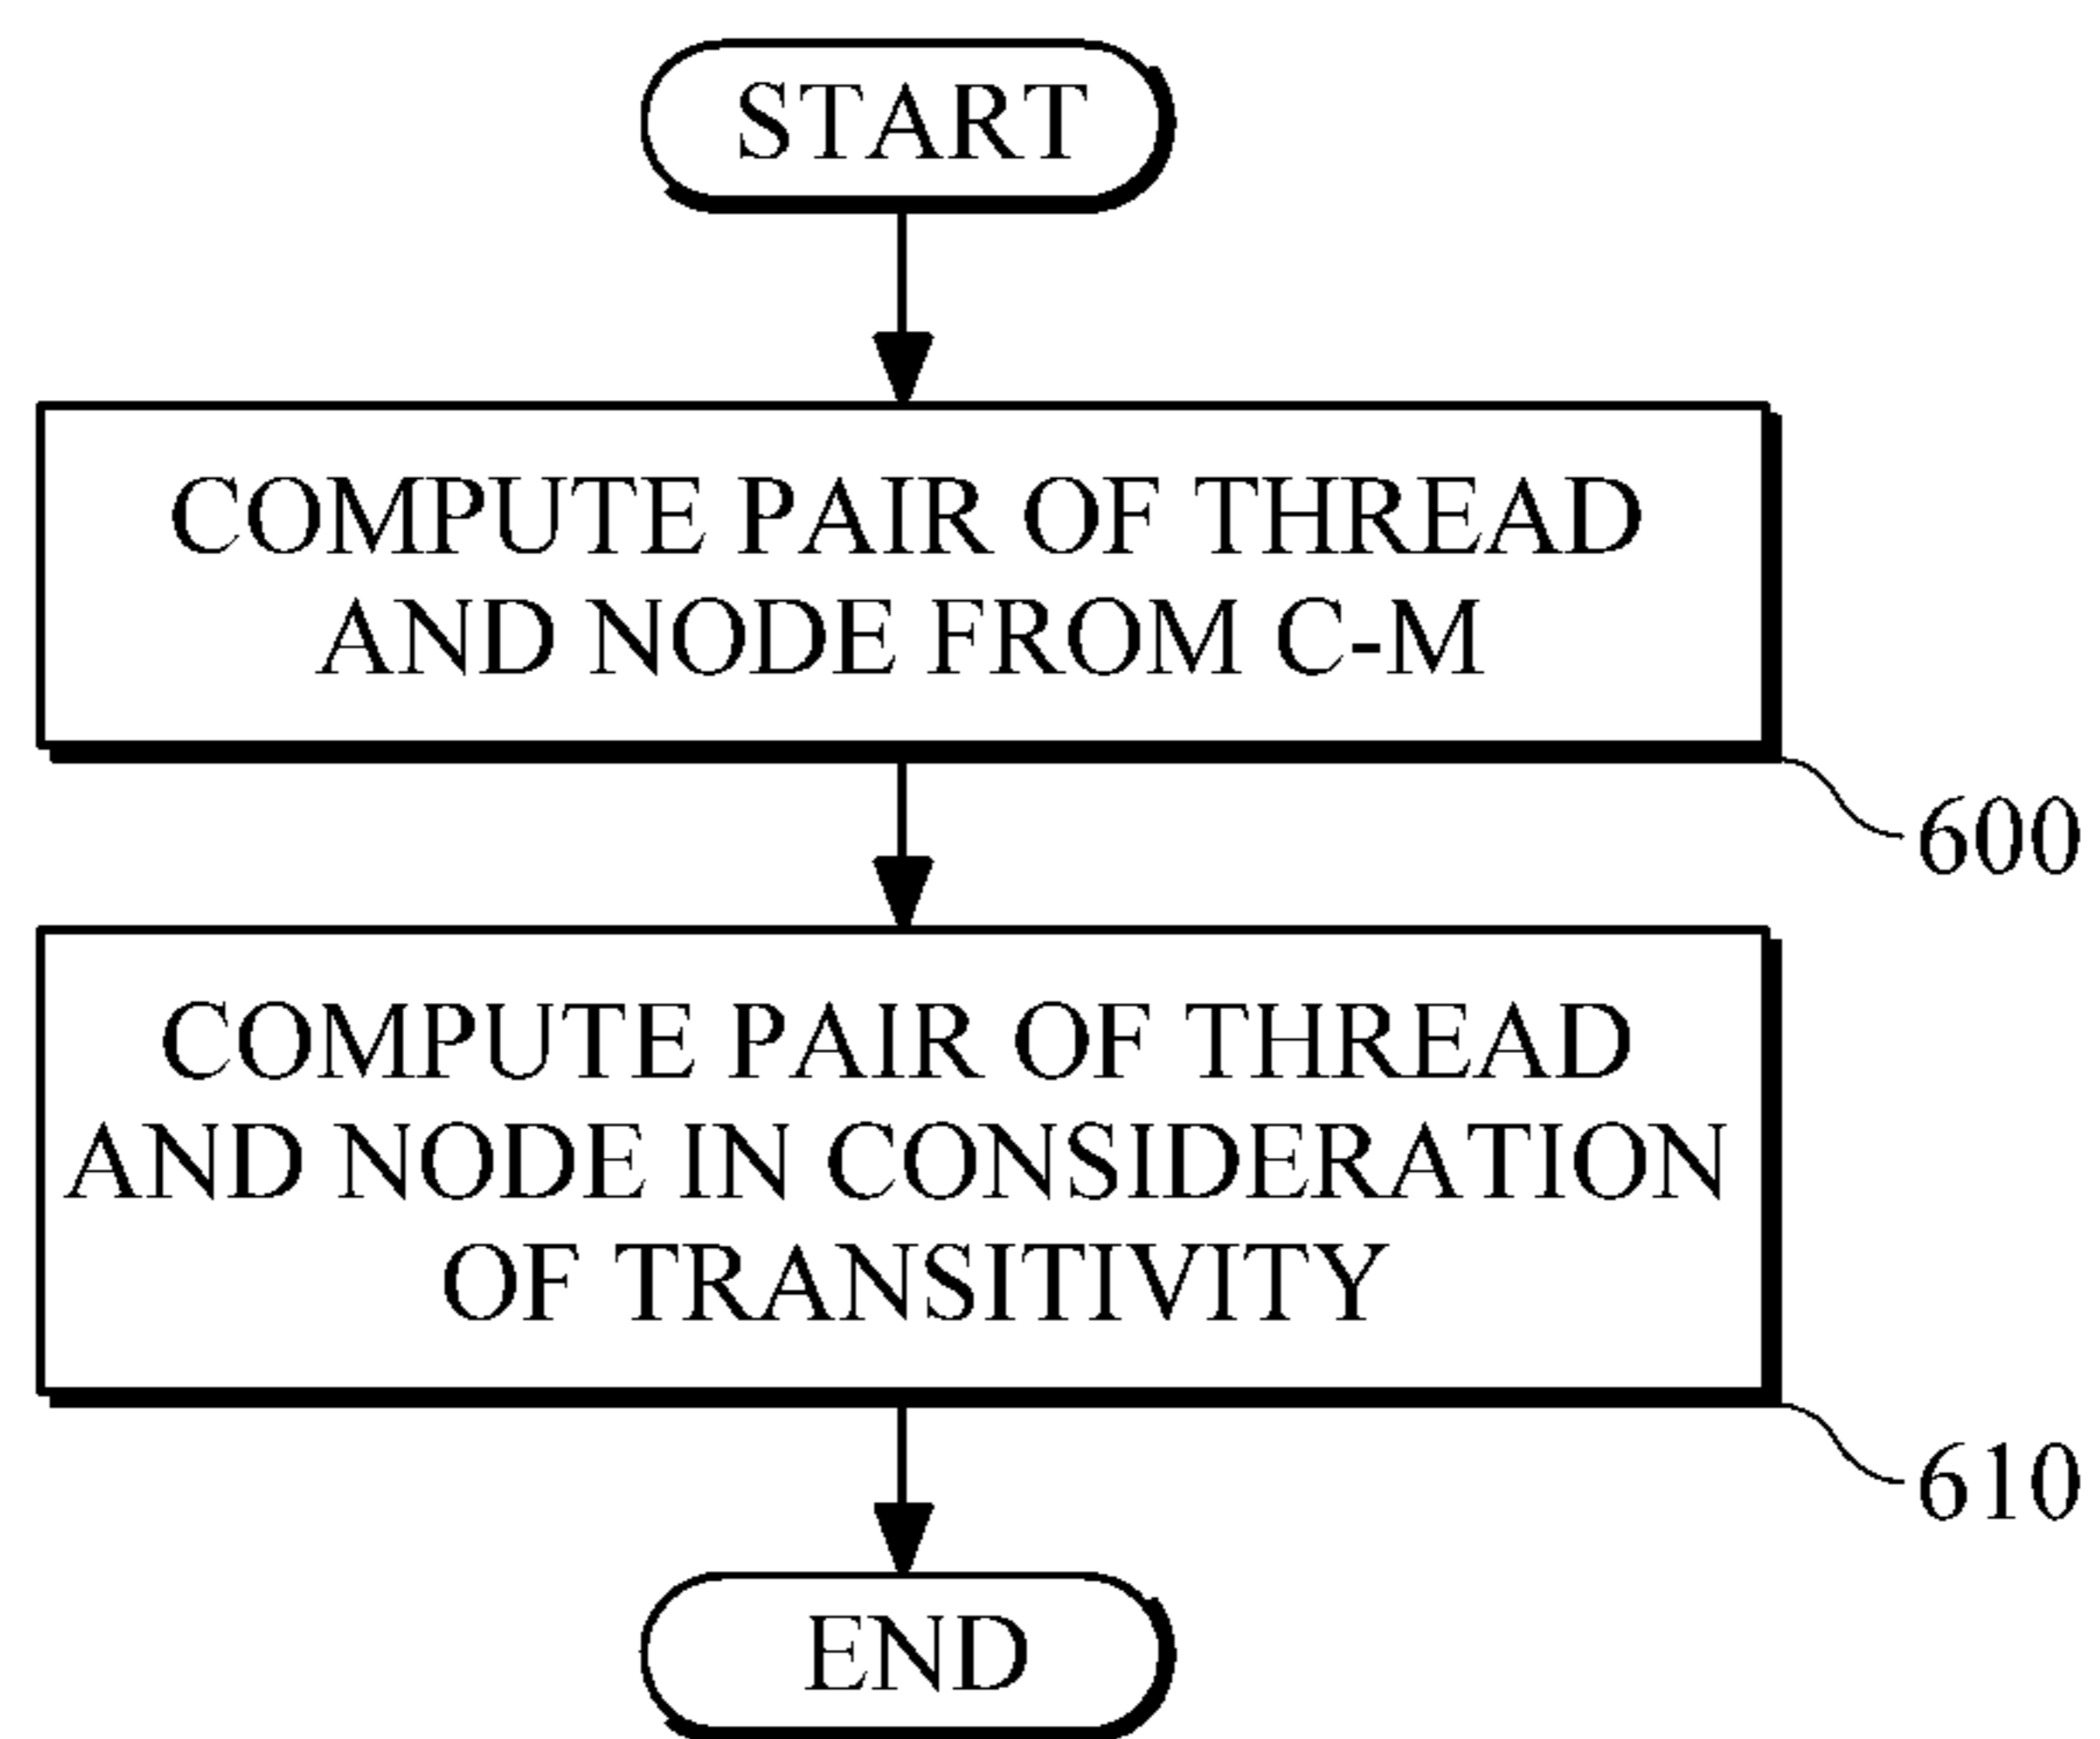 START
COMPUTE PAIR OF THREAD
AND NODE FROM C-M
600
COMPUTE PAIR OF THREAD
AND NODE IN CONSIDERATION
OF TRANSITIVITY
610
END